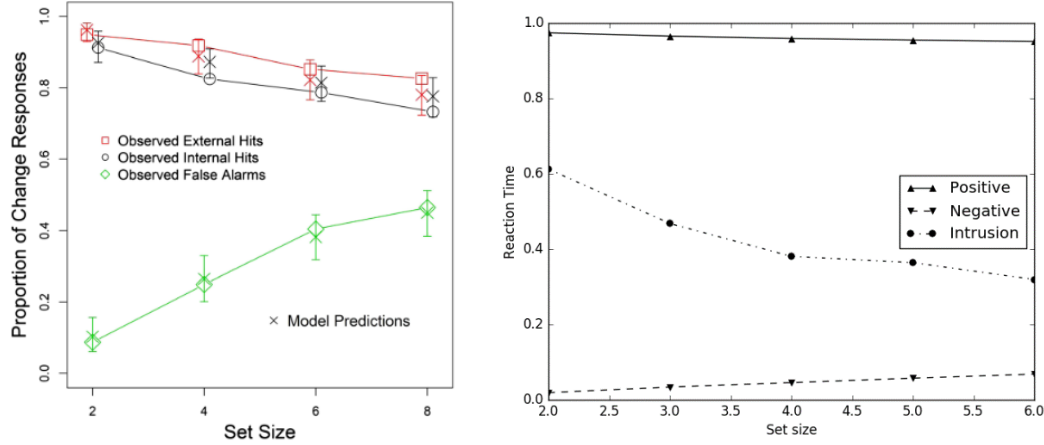 Proportion of Change Responses
1.0
0.8
0.6
0.4
0.2
0.0
Observed External Hits
Observed Internal Hits
Observed False Alarms
Model Predictions
2 4 6 8
Set Size
Reaction Time
1.0
0.8
0.6
0.4
0.2
0.0
Positive
Negative
Intrusion
2.0 2.5 3.0 3.5 4.0 4.5 5.0 5.5 6.0
Set size